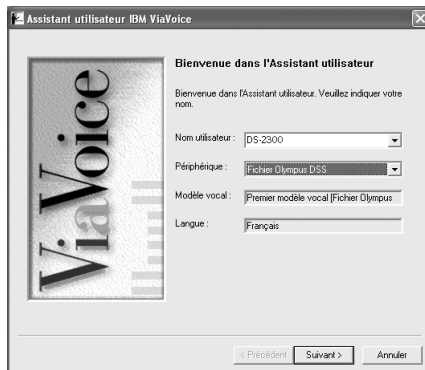 Assistant utilisateur IBM ViaVoice
ViaVoice
Bienvenue dans l'Assistant utilisateur
Bienvenue dans l'Assistant utilisateur. Veuillez indiquer votre
nom.
Nom utilisateur : DS-2300
Périphérique : Fichier Olympus DSS
Modèle vocal : Premier modèle vocal [Fichier Olympus
Langue : Français
< Précédent Suivant > Annuler